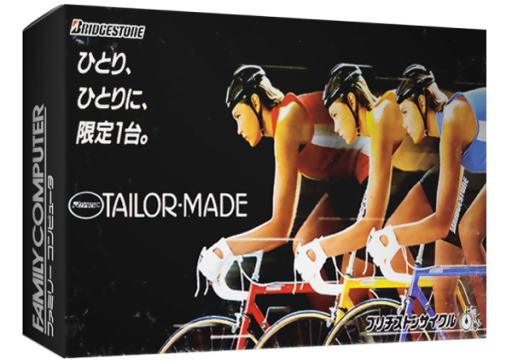 BRIDGESTONE
ひとり、
ひとりに、
限定1台。
TAILOR・MADE
BRIDGESTONE
ブリヂストンサイクル
FAMILY COMPUTER
ファミリー コンピュータ